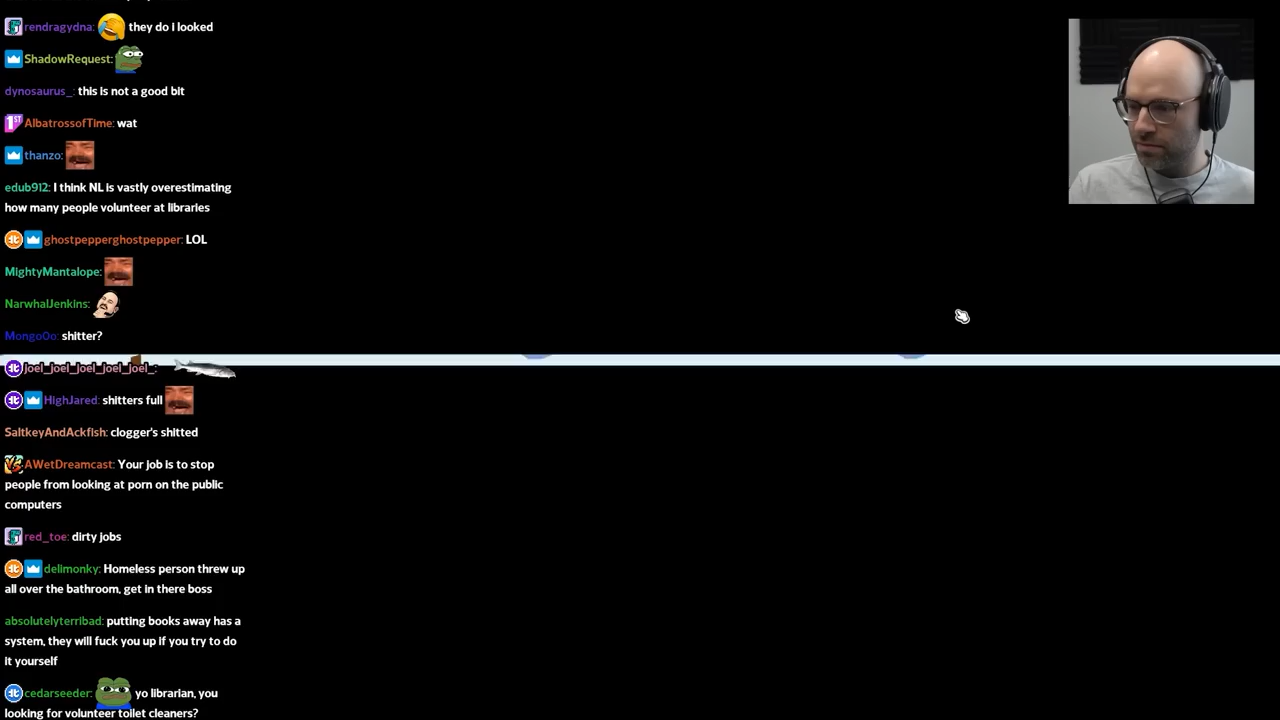 rendragydna: they do I looked
ShadowRequest:
dynosaurus_: this is not a good bit
1ST AlbatrossofTime: wat
thanzo:
edub912: I think NL is vastly overestimating
how many people volunteer at libraries
ghostpepperghostpepper: LOL
MightyMantalope:
NarwhalJenkins:
MongoOo: shitter?
joel_joel_joel_joel_joel_:
HighJared: shitters full
SaltkeyAndAckfish: clogger's shitted
AWetDreamcast: Your job is to stop
people from looking at porn on the public
computers
red_toe: dirty jobs
delimonky: Homeless person threw up
all over the bathroom, get in there boss
absolutelyterribad: putting books away has a
system, they will fuck you up if you try to do
it yourself
cedarseeder: yo librarian, you
looking for volunteer toilet cleaners?